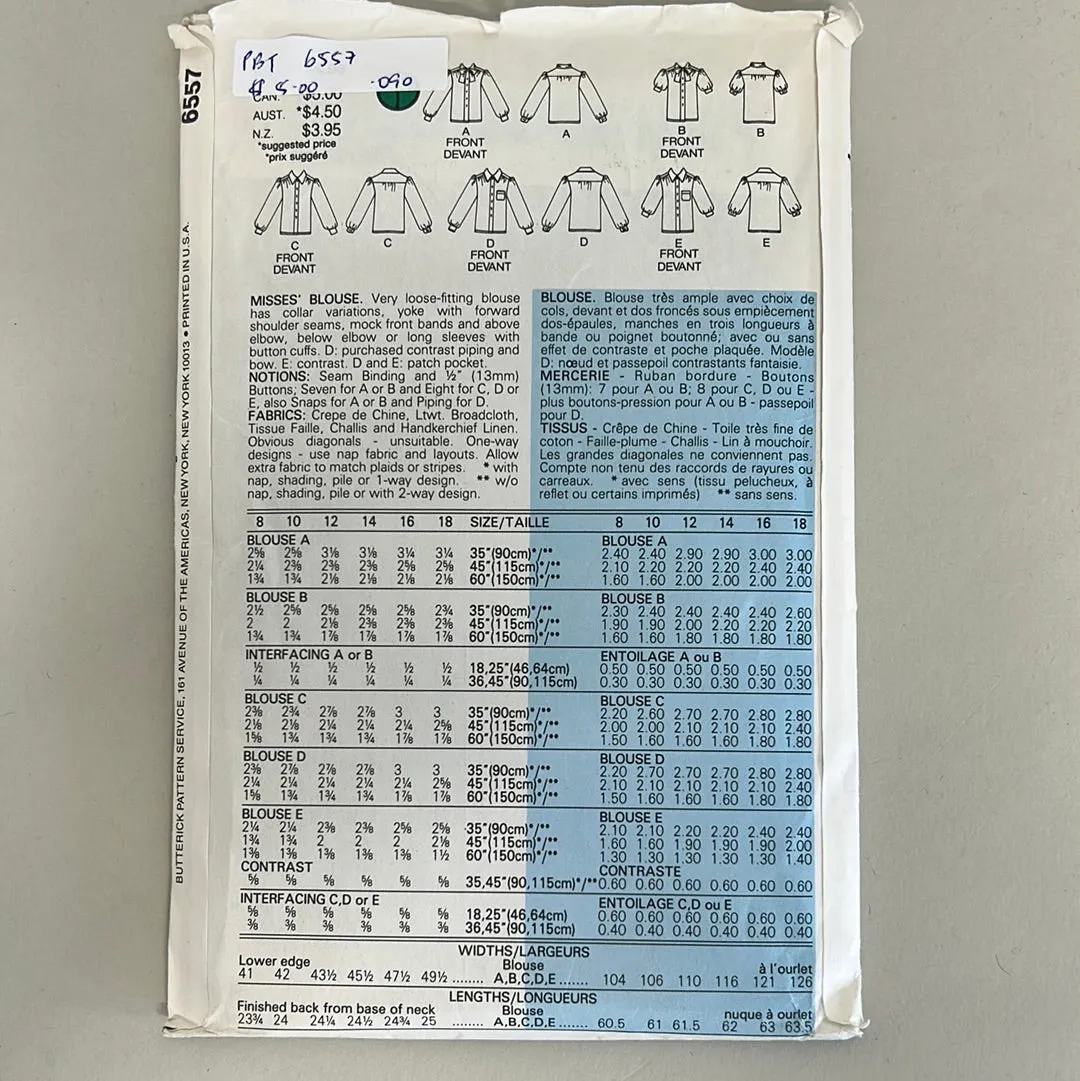 6557
PBT 6557
$ 5.00 .090
CAN. $5.00
AUST. *$4.50
N.Z. $3.95
*suggested price
*prix suggéré
A
FRONT
DEVANT
A
B
FRONT
DEVANT
B
C
FRONT
DEVANT
C
D
FRONT
DEVANT
D
E
FRONT
DEVANT
E
MISSES' BLOUSE. Very loose-fitting blouse
has collar variations, yoke with forward
shoulder seams, mock front bands and above
elbow, below elbow or long sleeves with
button cuffs. D: purchased contrast piping and
bow. E: contrast. D and E: patch pocket.
NOTIONS: Seam Binding and ½" (13mm)
Buttons; Seven for A or B and Eight for C, D or
E, also Snaps for A or B and Piping for D.
FABRICS: Crepe de Chine, Ltwt. Broadcloth,
Tissue Faille, Challis and Handkerchief Linen.
Obvious diagonals - unsuitable. One-way
designs - use nap fabric and layouts. Allow
extra fabric to match plaids or stripes. * with
nap, shading, pile or 1-way design. ** w/o
nap, shading, pile or with 2-way design.
BLOUSE. Blouse très ample avec choix de
cols, devant et dos froncés sous empiècement
dos-épaules, manches en trois longueurs à
bande ou poignet boutonné; avec ou sans
effet de contraste et poche plaquée. Modèle
D: nœud et passepoil contrastants fantaisie.
MERCERIE - Ruban bordure - Boutons
(13mm): 7 pour A ou B; 8 pour C, D ou E -
plus boutons-pression pour A ou B - passepoil
pour D.
TISSUS - Crêpe de Chine - Toile très fine de
coton - Faille-plume - Challis - Lin à mouchoir.
Les grandes diagonales ne conviennent pas.
Compte non tenu des raccords de rayures ou
carreaux. * avec sens (tissu pelucheux, à
reflet ou certains imprimés) ** sans sens.
8 10 12 14 16 18 SIZE/TAILLE 8 10 12 14 16 18
BLOUSE A BLOUSE A
2⅝ 2⅝ 3⅛ 3⅛ 3¼ 3¼ 35"(90cm)*/** 2.40 2.40 2.90 2.90 3.00 3.00
2¼ 2⅜ 2⅜ 2⅜ 2⅝ 2⅝ 45"(115cm)*/** 2.10 2.20 2.20 2.20 2.40 2.40
1¾ 1¾ 2⅛ 2⅛ 2⅛ 2⅛ 60"(150cm)*/** 1.60 1.60 2.00 2.00 2.00 2.00
BLOUSE B BLOUSE B
2½ 2⅝ 2⅝ 2⅝ 2⅝ 2¾ 35"(90cm)*/** 2.30 2.40 2.40 2.40 2.40 2.60
2 2 2⅛ 2⅜ 2⅜ 2⅜ 45"(115cm)*/** 1.90 1.90 2.00 2.20 2.20 2.20
1¾ 1¾ 1⅞ 1⅞ 1⅞ 1⅞ 60"(150cm)*/** 1.60 1.60 1.80 1.80 1.80 1.80
INTERFACING A or B ENTOILAGE A ou B
½ ½ ½ ½ ½ ½ 18,25"(46,64cm) 0.50 0.50 0.50 0.50 0.50 0.50
¼ ¼ ¼ ¼ ¼ ¼ 36,45"(90,115cm) 0.30 0.30 0.30 0.30 0.30 0.30
BLOUSE C BLOUSE C
2⅜ 2¾ 2⅞ 2⅞ 3 3 35"(90cm)*/** 2.20 2.60 2.70 2.70 2.80 2.80
2⅛ 2⅛ 2¼ 2¼ 2¼ 2⅝ 45"(115cm)*/** 2.00 2.00 2.10 2.10 2.10 2.40
1⅝ 1¾ 1¾ 1¾ 1⅞ 1⅞ 60"(150cm)*/** 1.50 1.60 1.60 1.60 1.80 1.80
BLOUSE D BLOUSE D
2⅜ 2⅞ 2⅞ 2⅞ 3 3 35"(90cm)*/** 2.20 2.70 2.70 2.70 2.80 2.80
2¼ 2¼ 2¼ 2¼ 2¼ 2⅝ 45"(115cm)*/** 2.10 2.10 2.10 2.10 2.10 2.40
1⅝ 1¾ 1¾ 1¾ 1⅞ 1⅞ 60"(150cm)*/** 1.50 1.60 1.60 1.60 1.80 1.80
BLOUSE E BLOUSE E
2¼ 2¼ 2⅜ 2⅜ 2⅝ 2⅝ 35"(90cm)*/** 2.10 2.10 2.20 2.20 2.40 2.40
1¾ 1¾ 2 2 2 2⅛ 45"(115cm)*/** 1.60 1.60 1.90 1.90 1.90 2.00
1⅜ 1⅜ 1⅜ 1⅜ 1⅜ 1½ 60"(150cm)*/** 1.30 1.30 1.30 1.30 1.30 1.40
CONTRAST CONTRASTE
⅝ ⅝ ⅝ ⅝ ⅝ ⅝ 35,45"(90,115cm)*/** 0.60 0.60 0.60 0.60 0.60 0.60
INTERFACING C,D or E ENTOILAGE C,D ou E
⅝ ⅝ ⅝ ⅝ ⅝ ⅝ 18,25"(46,64cm) 0.60 0.60 0.60 0.60 0.60 0.60
⅜ ⅜ ⅜ ⅜ ⅜ ⅜ 36,45"(90,115cm) 0.40 0.40 0.40 0.40 0.40 0.40
WIDTHS/LARGEURS
Lower edge Blouse à l'ourlet
41 42 43½ 45½ 47½ 49½ ........ A,B,C,D,E ....... 104 106 110 116 121 126
LENGTHS/LONGUEURS
Finished back from base of neck Blouse nuque à ourlet
23¾ 24 24¼ 24½ 24¾ 25 ........ A,B,C,D,E ....... 60.5 61 61.5 62 63 63.5
BUTTERICK PATTERN SERVICE, 161 AVENUE OF THE AMERICAS, NEW YORK, NEW YORK 10013 • PRINTED IN U.S.A.